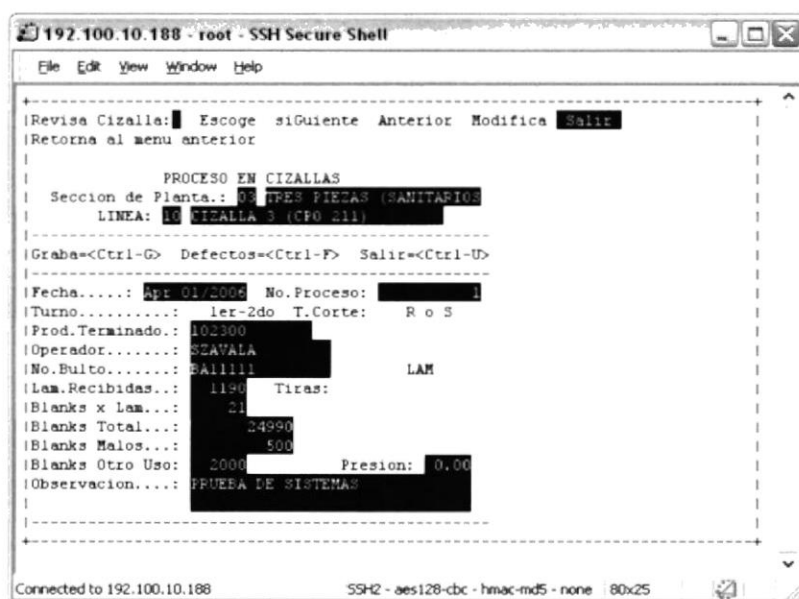 192.100.10.188 - root - SSH Secure Shell
File Edit View Window Help
Revisa Cizalla: Escoge siGuiente Anterior Modifica Salir
Retorna al menu anterior
PROCESO EN CIZALLAS
Seccion de Planta.: 03 TRES PIEZAS (SANITARIOS
LINEA: 10 CIZALLA 3 (CPO 211)
Graba=<Ctrl-G> Defectos=<Ctrl-F> Salir=<Ctrl-U>
Fecha.....: Apr 01/2006 No.Proceso: 1
Turno...........: 1er-2do T.Corte: R o S
Prod.Terminado.: 102300
Operador.......: SZAVALA
No.Bulto.......: BA11111 LAM
Lam.Recibidas..: 1190 Tiras:
Blanks x Lam...: 21
Blanks Total...: 24990
Blanks Malos...: 500
Blanks Otro Uso: 2000 Presion: 0.00
Observacion....: PRUEBA DE SISTEMAS
Connected to 192.100.10.188 SSH2 - aes128-cbc - hmac-md5 - none 80x25